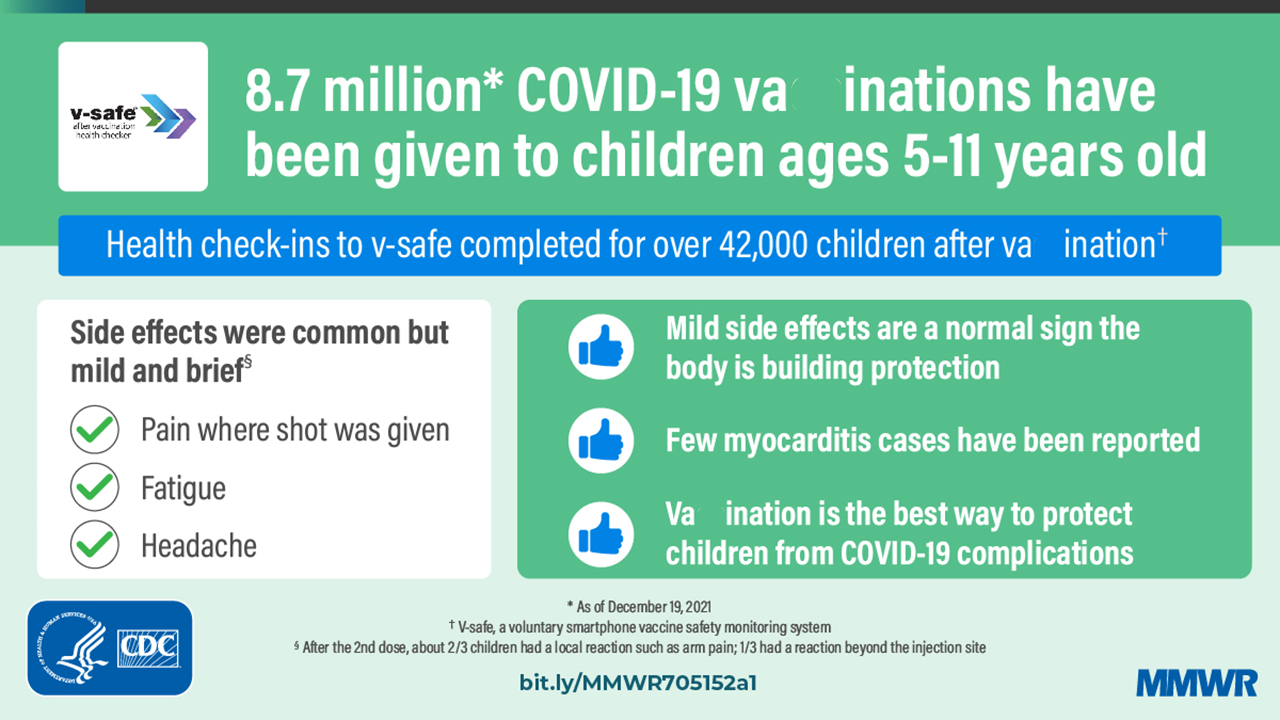 v-safe
after vaccination
health checker
8.7 million* COVID-19 va inations have
been given to children ages 5-11 years old
Health check-ins to v-safe completed for over 42,000 children after va ination†
Side effects were common but
mild and brief§
Pain where shot was given
Fatigue
Headache
Mild side effects are a normal sign the
body is building protection
Few myocarditis cases have been reported
Va ination is the best way to protect
children from COVID-19 complications
* As of December 19, 2021
† V-safe, a voluntary smartphone vaccine safety monitoring system
§ After the 2nd dose, about 2/3 children had a local reaction such as arm pain; 1/3 had a reaction beyond the injection site
bit.ly/MMWR705152a1
CDC
MMWR